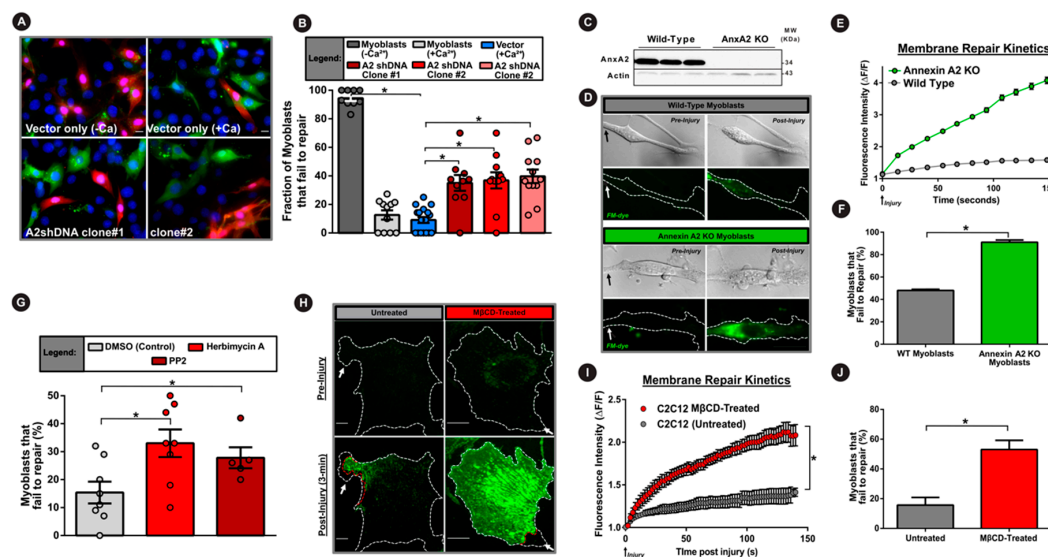 A
Vector only (-Ca)
Vector only (+Ca)
A2shDNA clone#1
clone#2
B
Legend:
Myoblasts (-Ca²⁺)
Myoblasts (+Ca²⁺)
Vector (+Ca²⁺)
A2 shDNA Clone #1
A2 shDNA Clone #2
A2 shDNA Clone #2
Fraction of Myoblasts
that fail to repair
100
80
60
40
20
0
*
*
*
*
C
Wild-Type
AnxA2 KO
MW
(KDa)
AnxA2
34
Actin
43
D
Wild-Type Myoblasts
Pre-Injury
Post-Injury
FM-dye
Annexin A2 KO Myoblasts
Pre-Injury
Post-Injury
FM-dye
E
Membrane Repair Kinetics
Annexin A2 KO
Wild Type
Fluorescence Intensity (ΔF/F)
4
3
2
1
0
50
100
150
Injury
Time (seconds)
F
Myoblasts that
Fail to Repair (%)
100
80
60
40
20
0
*
WT Myoblasts
Annexin A2 KO
Myoblasts
G
Legend:
DMSO (Control)
Herbimycin A
PP2
Myoblasts that
fail to repair (%)
50
40
30
20
10
0
*
*
H
Untreated
MβCD-Treated
Pre-Injury
Post-Injury (3-min)
I
Membrane Repair Kinetics
C2C12 MβCD-Treated
C2C12 (Untreated)
Fluorescence Intensity (ΔF/F)
2.5
2.0
1.5
1.0
0
50
100
150
Injury
Time post injury (s)
*
J
Myoblasts that
fail to repair (%)
80
60
40
20
0
*
Untreated
MβCD-Treated